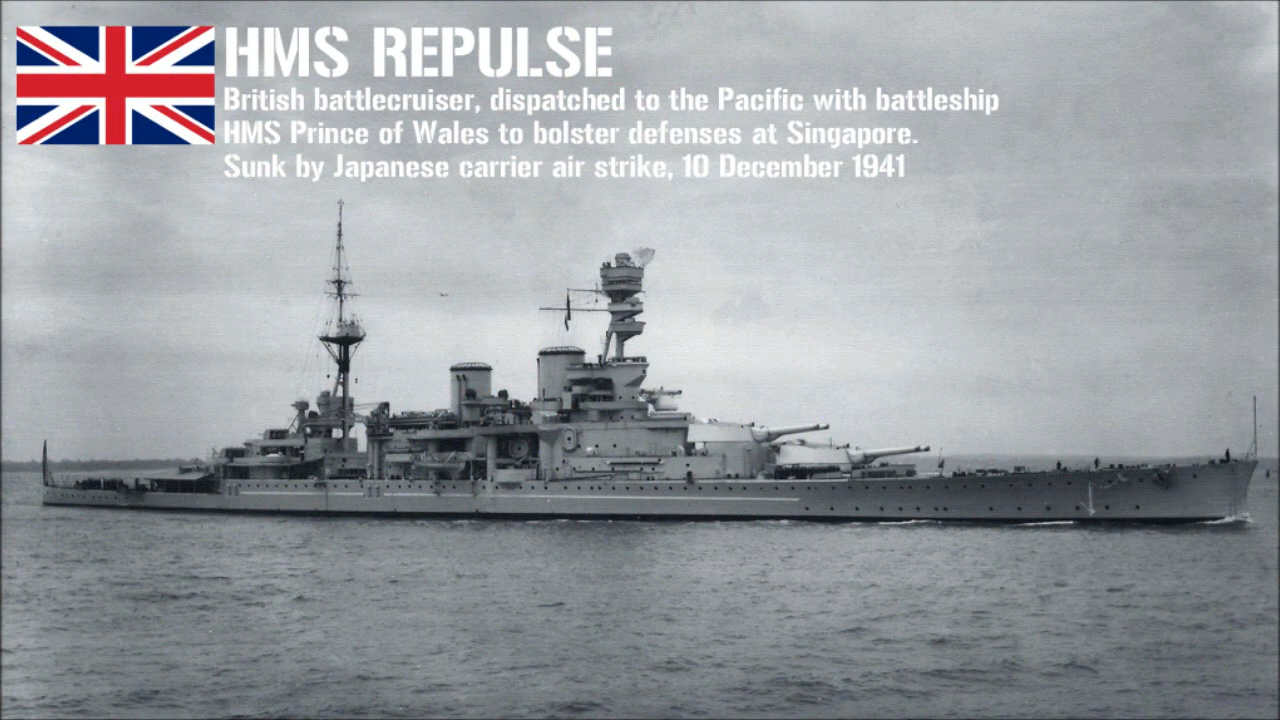 HMS REPULSE
British battlecruiser, dispatched to the Pacific with battleship
HMS Prince of Wales to bolster defenses at Singapore.
Sunk by Japanese carrier air strike, 10 December 1941